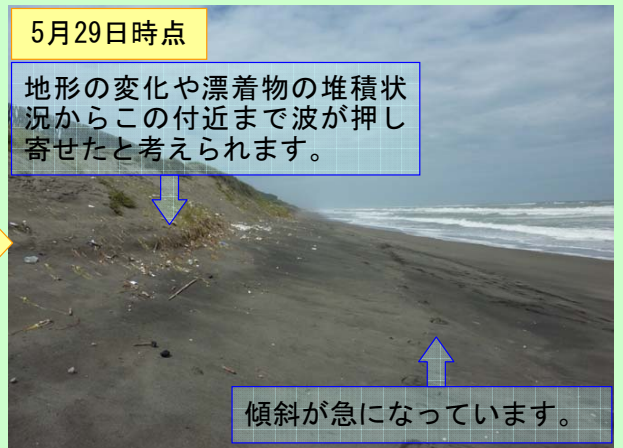 5月29日時点
地形の変化や漂着物の堆積状
況からこの付近まで波が押し
寄せたと考えられます。
傾斜が急になっています。